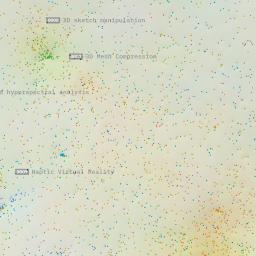 3D sketch manipulation
3D Mesh Compression
hyperspectral analysis
Haptic Virtual Reality